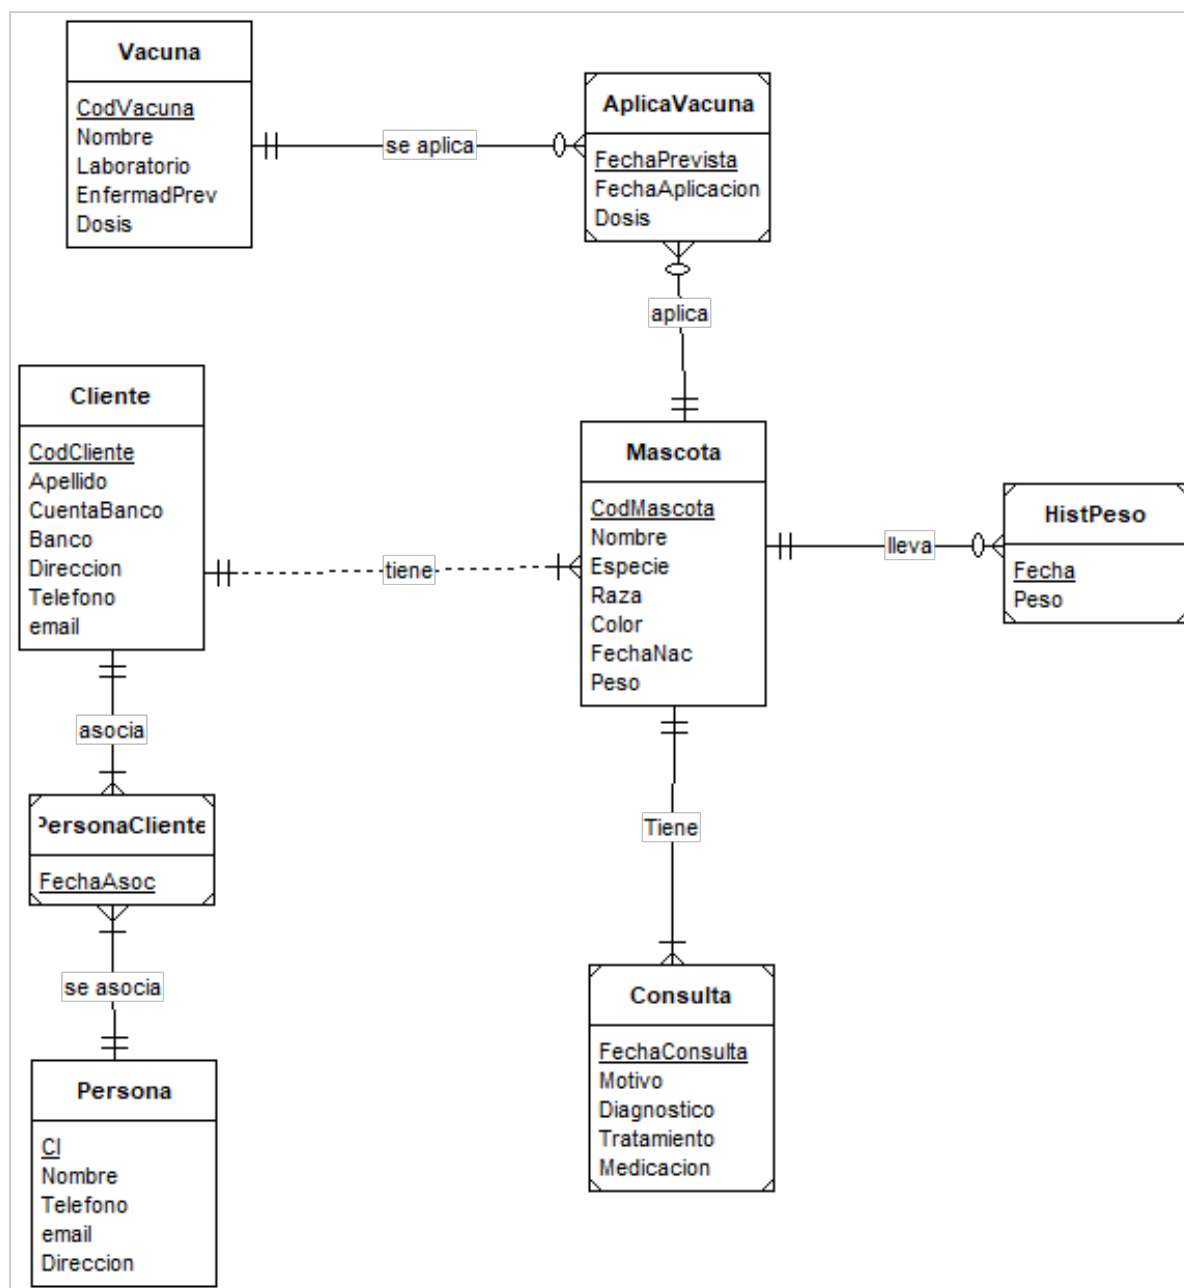 Vacuna
CodVacuna
Nombre
Laboratorio
EnfermadPrev
Dosis
se aplica
AplicaVacuna
FechaPrevista
FechaAplicacion
Dosis
aplica
Cliente
CodCliente
Apellido
CuentaBanco
Banco
Direccion
Telefono
email
tiene
Mascota
CodMascota
Nombre
Especie
Raza
Color
FechaNac
Peso
lleva
HistPeso
Fecha
Peso
asocia
PersonaCliente
FechaAsoc
se asocia
Persona
CI
Nombre
Telefono
email
Direccion
Tiene
Consulta
FechaConsulta
Motivo
Diagnostico
Tratamiento
Medicacion